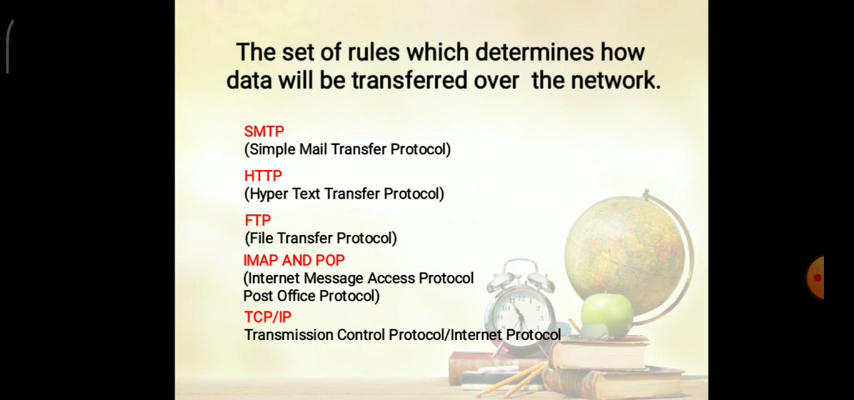 The set of rules which determines how
data will be transferred over the network.
SMTP
(Simple Mail Transfer Protocol)
HTTP
(Hyper Text Transfer Protocol)
FTP
(File Transfer Protocol)
IMAP AND POP
(Internet Message Access Protocol
Post Office Protocol)
TCP/IP
Transmission Control Protocol/Internet Protocol